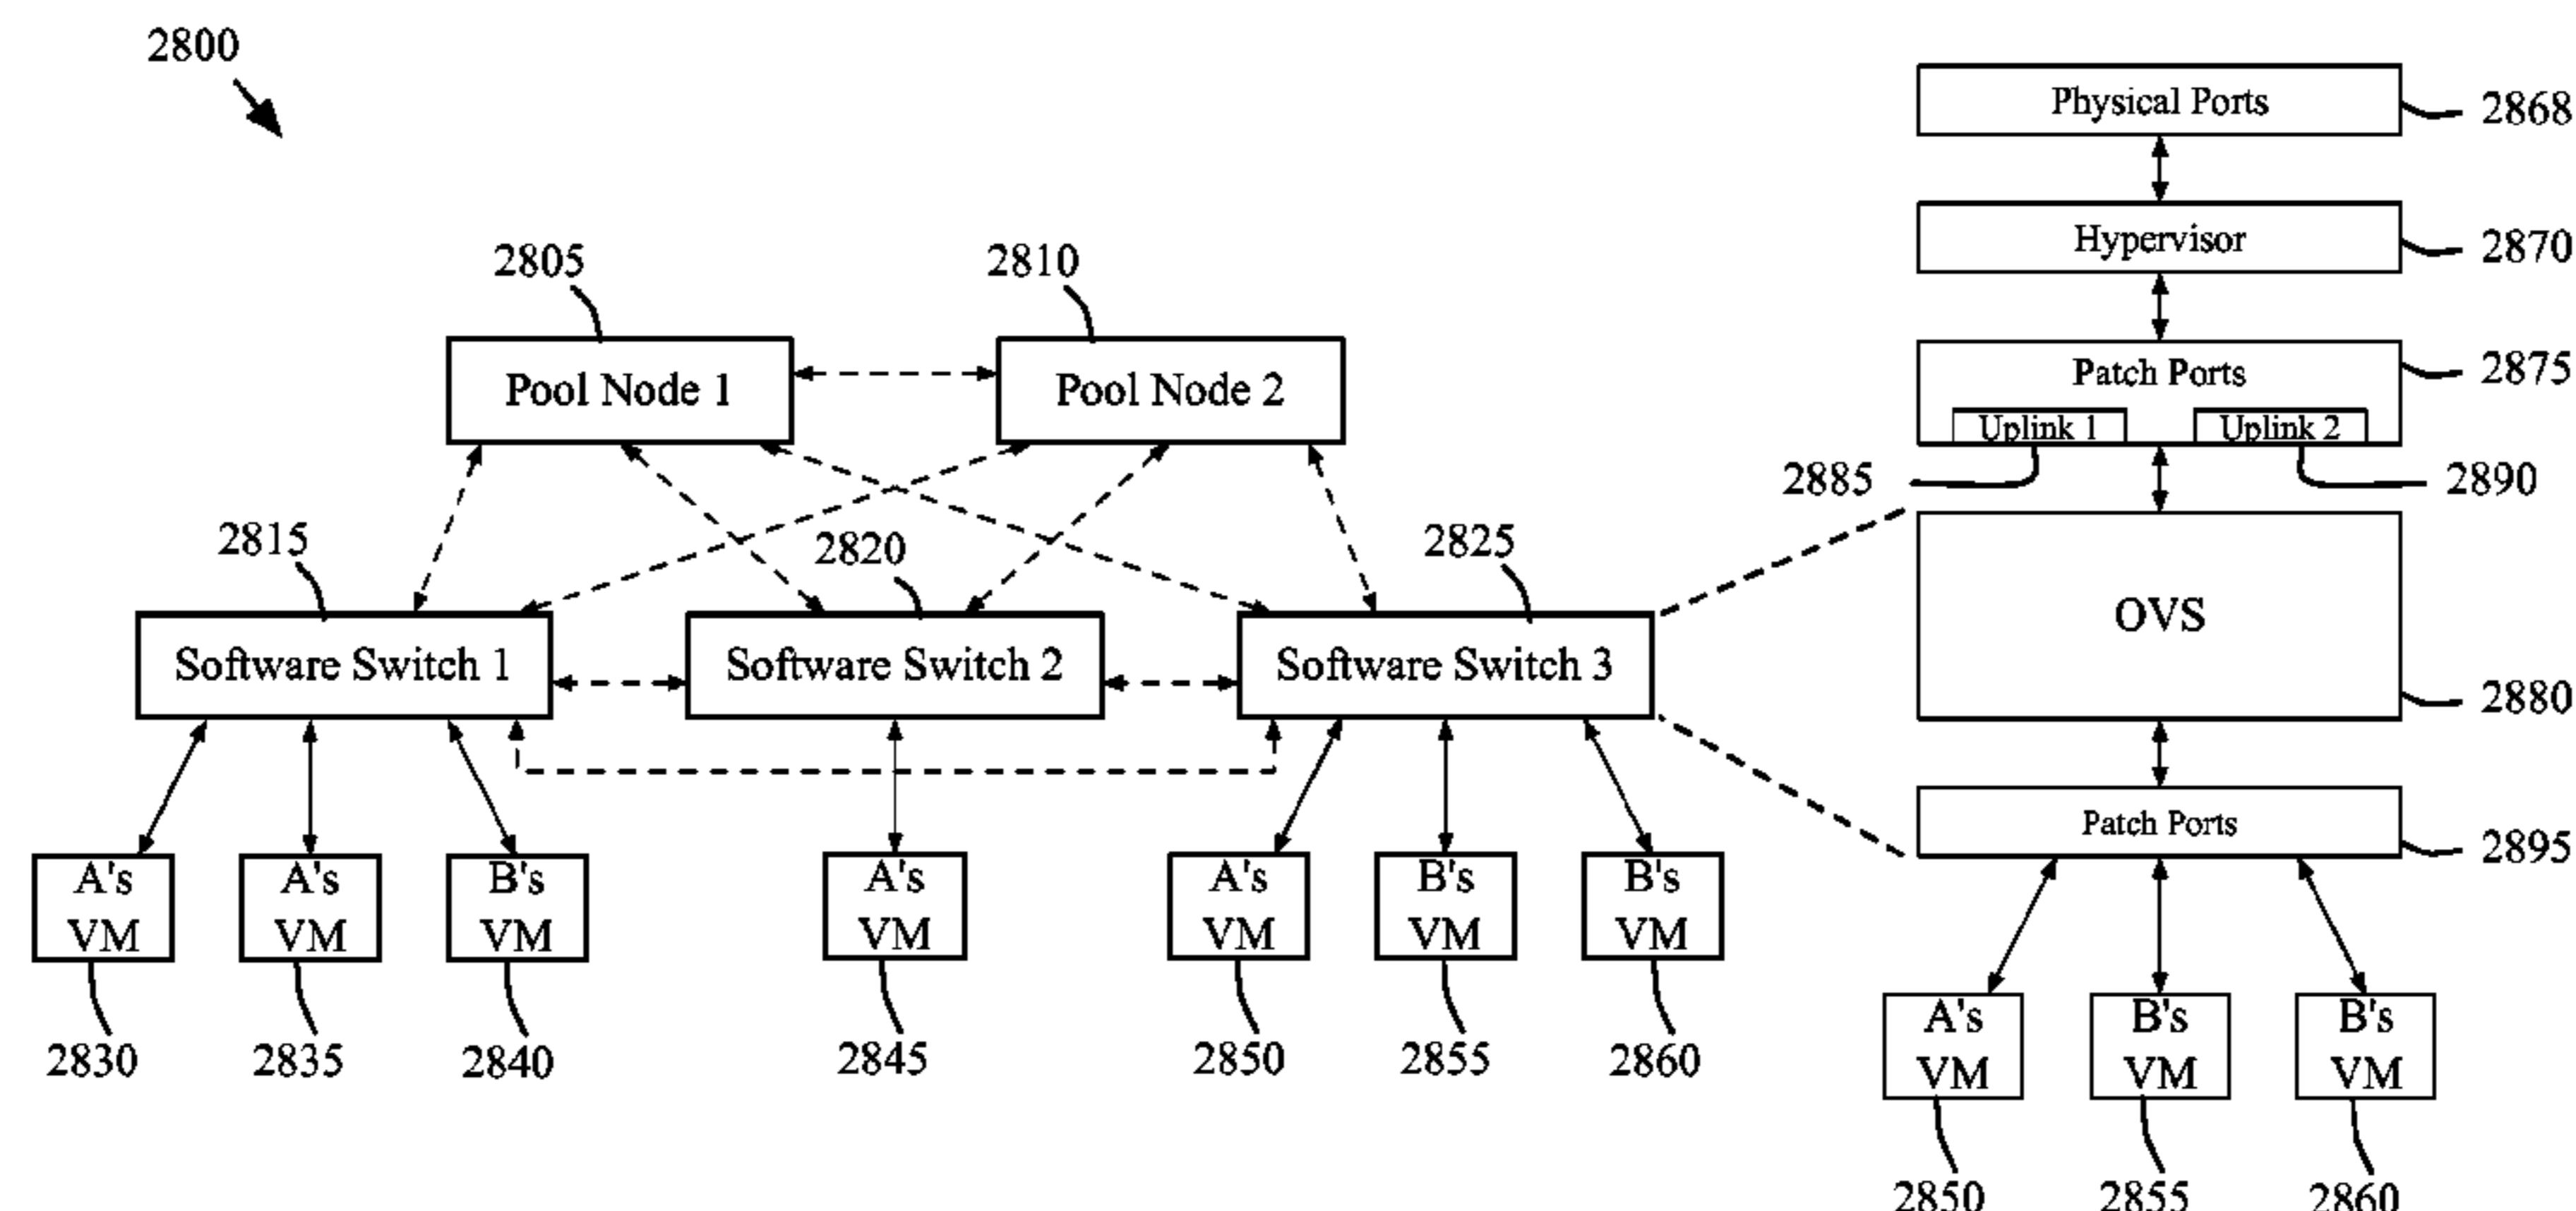 2800
Physical Ports
2868
Hypervisor
2870
2805
2810
Patch Ports
2875
Pool Node 1
Pool Node 2
Uplink 1
Uplink 2
2885
2890
2815
2820
2825
OVS
Software Switch 1
Software Switch 2
Software Switch 3
2880
Patch Ports
2895
A's
VM
A's
VM
B's
VM
A's
VM
A's
VM
B's
VM
B's
VM
2830
2835
2840
2845
2850
2855
2860
A's
VM
B's
VM
B's
VM
2850
2855
2860